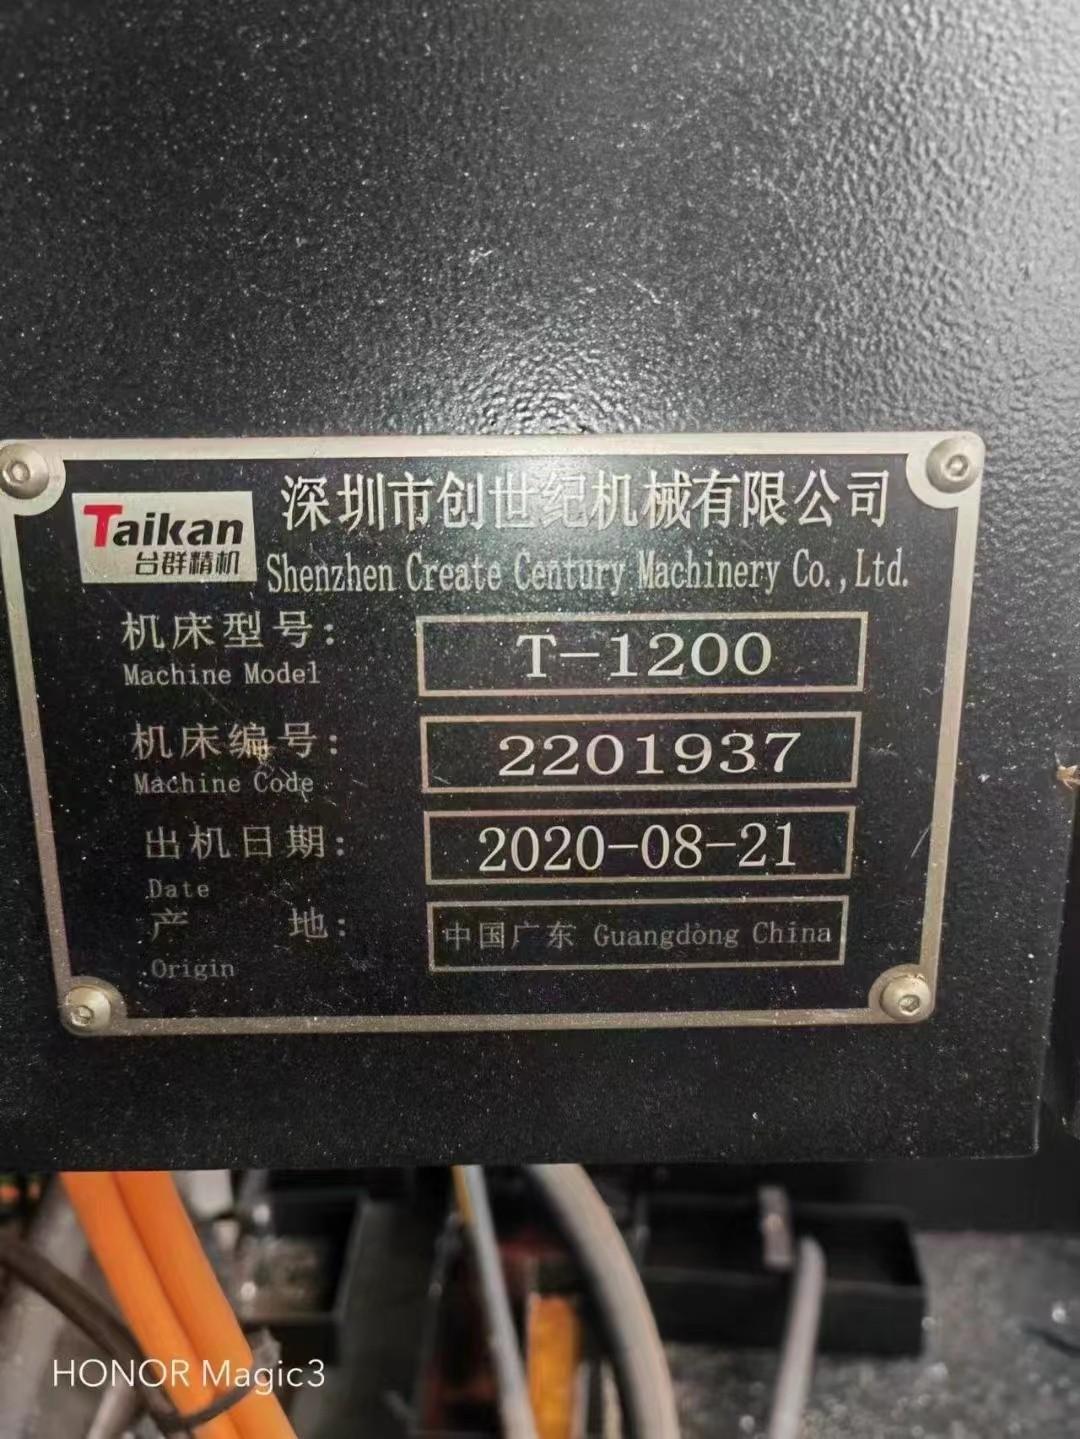 Taikan
台群精机
深圳市创世纪机械有限公司
Shenzhen Create Century Machinery Co.,Ltd.
机床型号: T-1200
Machine Model
机床编号: 2201937
Machine Code
出机日期: 2020-08-21
Date
产 地: 中国广东 Guangdong China
Origin
HONOR Magic3